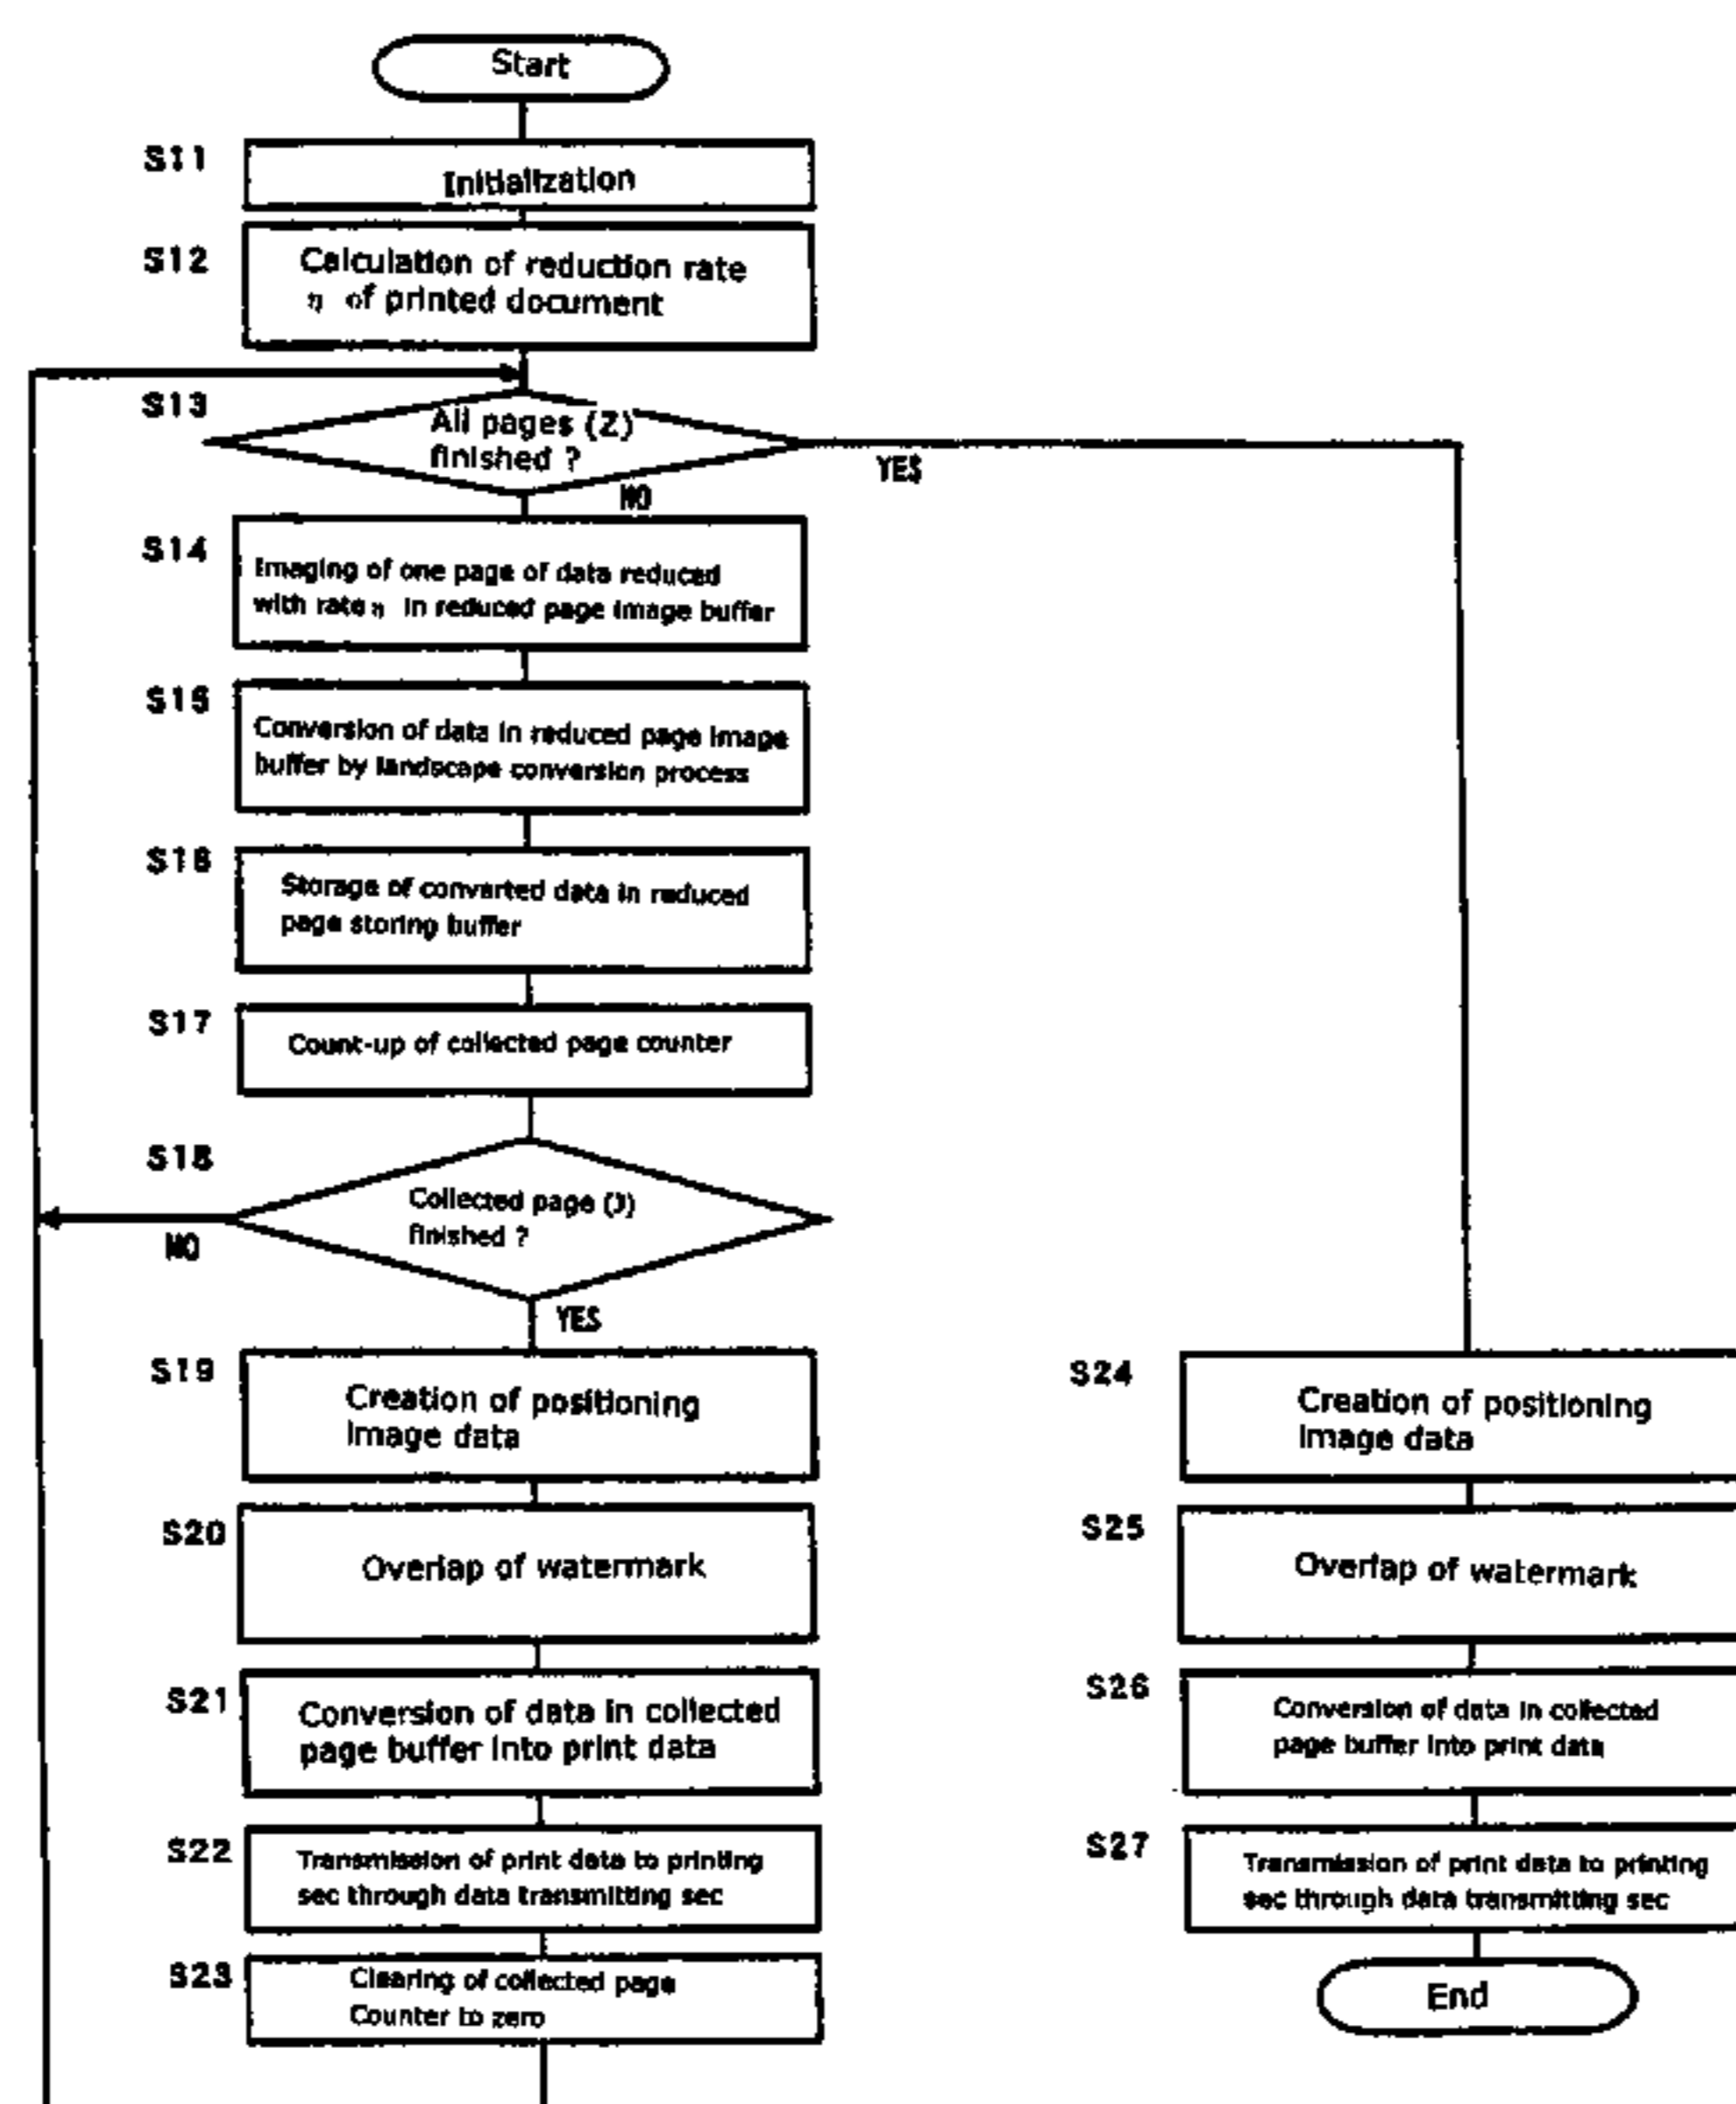 Start
S11
Initialization
S12
Calculation of reduction rate
η of printed document
S13
All pages (Z)
finished ?
YES
NO
S14
Imaging of one page of data reduced
with rate η in reduced page image buffer
S15
Conversion of data in reduced page image
buffer by landscape conversion process
S16
Storage of converted data in reduced
page storing buffer
S17
Count-up of collected page counter
S18
Collected page (J)
finished ?
NO
YES
S19
Creation of positioning
image data
S20
Overlap of watermark
S21
Conversion of data in collected
page buffer into print data
S22
Transmission of print data to printing
sec through data transmitting sec
S23
Clearing of collected page
Counter to zero
S24
Creation of positioning
image data
S25
Overlap of watermark
S26
Conversion of data in collected
page buffer into print data
S27
Transmission of print data to printing
sec through data transmitting sec
End